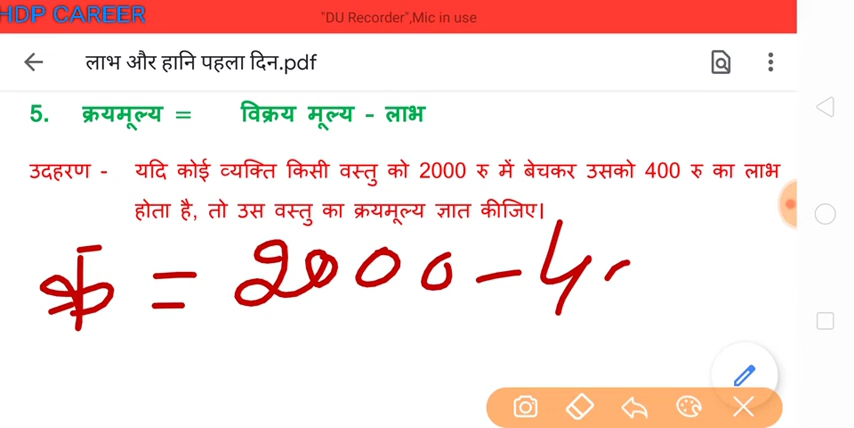 HDP CAREER
"DU Recorder",Mic in use
लाभ और हानि पहला दिन.pdf
5. क्रयमूल्य = विक्रय मूल्य - लाभ
उदहरण - यदि कोई व्यक्ति किसी वस्तु को 2000 रु में बेचकर उसको 400 रु का लाभ
होता है, तो उस वस्तु का क्रयमूल्य ज्ञात कीजिए।
= 2000 - 4